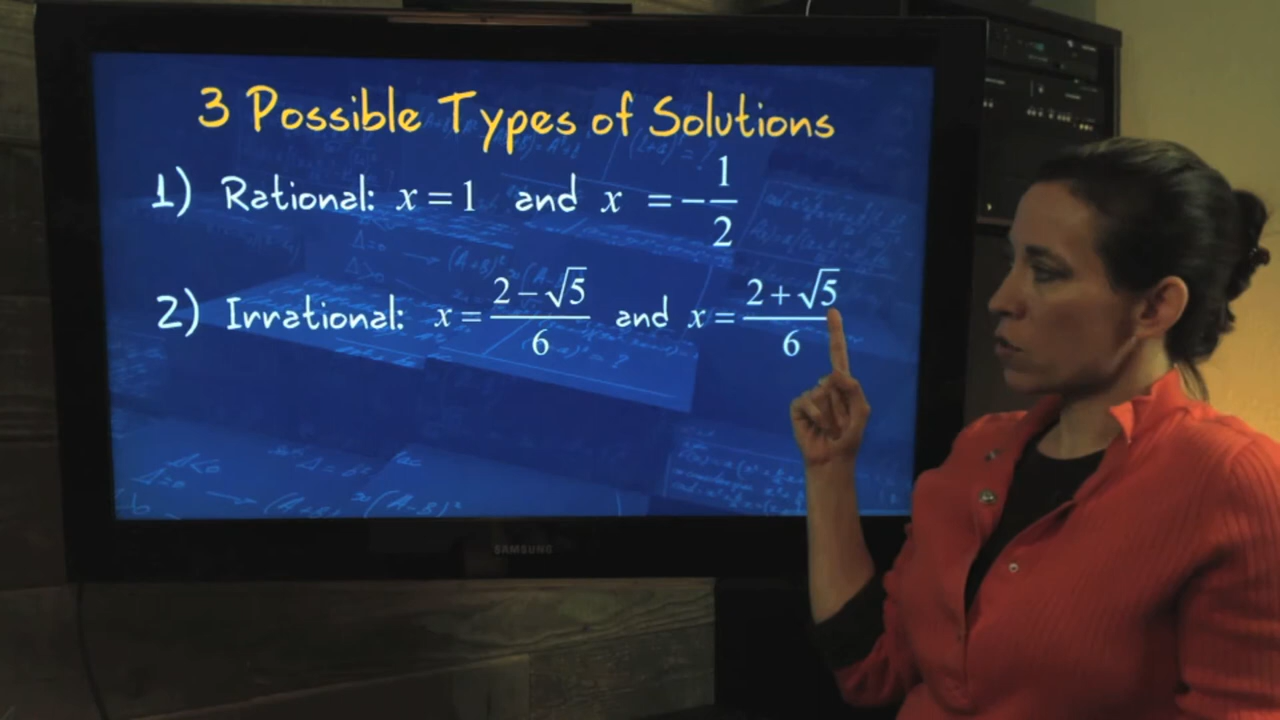 3 Possible Types of Solutions
1) Rational: x = 1 and x = -1/2
2) Irrational: x = (2 - √5)/6 and x = (2 + √5)/6
SAMSUNG